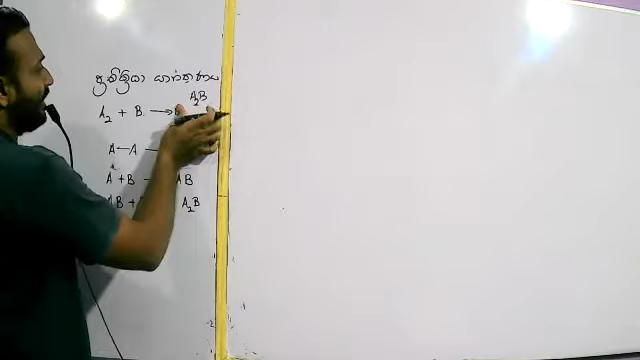 ප්‍රතික්‍රියා යාන්ත්‍රණය
A₂ + B ⟶ A₂B
A–A
A + B – AB
AB + A₂B